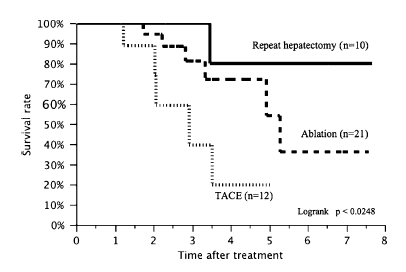 100%
90%
80%
70%
60%
50%
40%
30%
20%
10%
0%
Survival rate
Repeat hepatectomy (n=10)
Ablation (n=21)
TACE (n=12)
Logrank p < 0.0248
0 1 2 3 4 5 6 7 8
Time after treatment